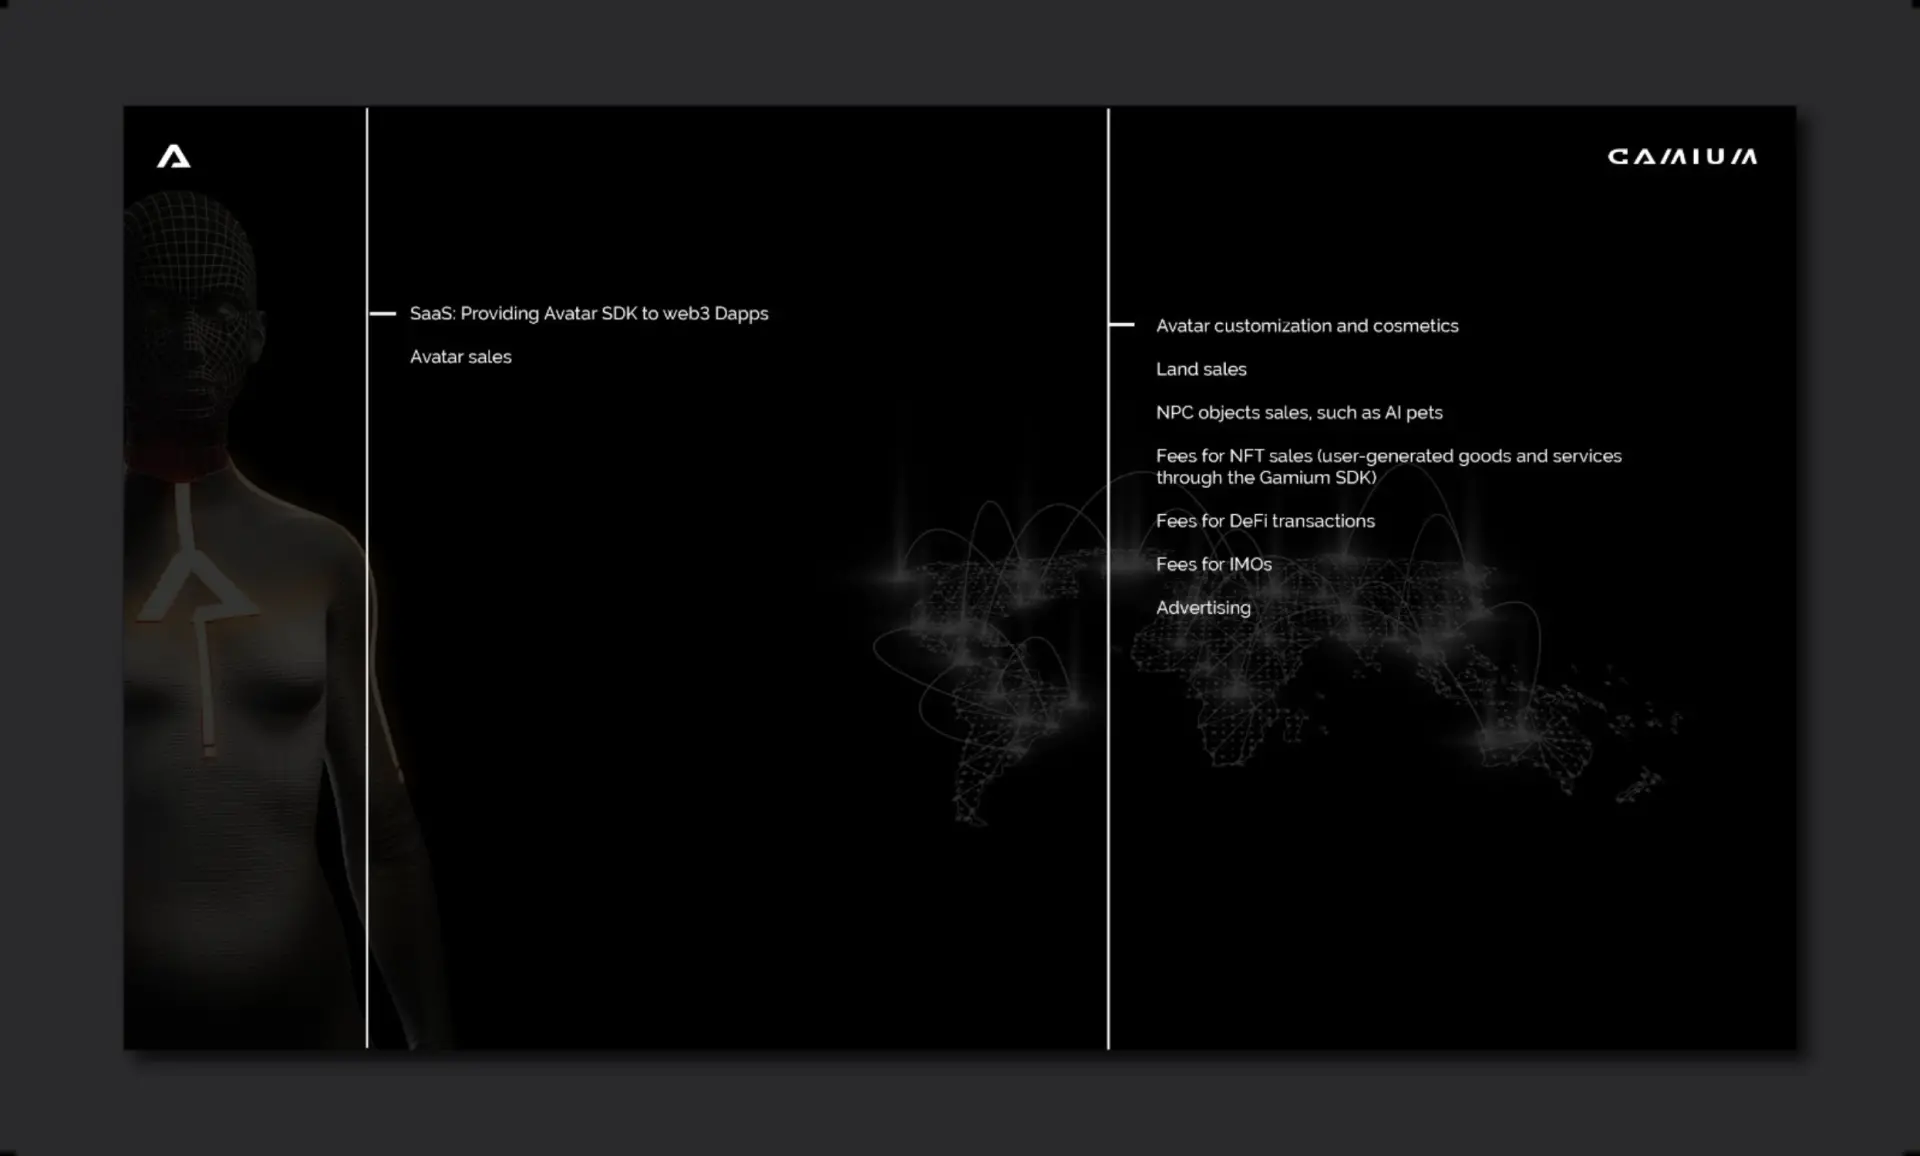 GAMIUM
SaaS: Providing Avatar SDK to web3 Dapps
Avatar sales
Avatar customization and cosmetics
Land sales
NPC objects sales, such as AI pets
Fees for NFT sales (user-generated goods and services
through the Gamium SDK)
Fees for DeFi transactions
Fees for IMOs
Advertising